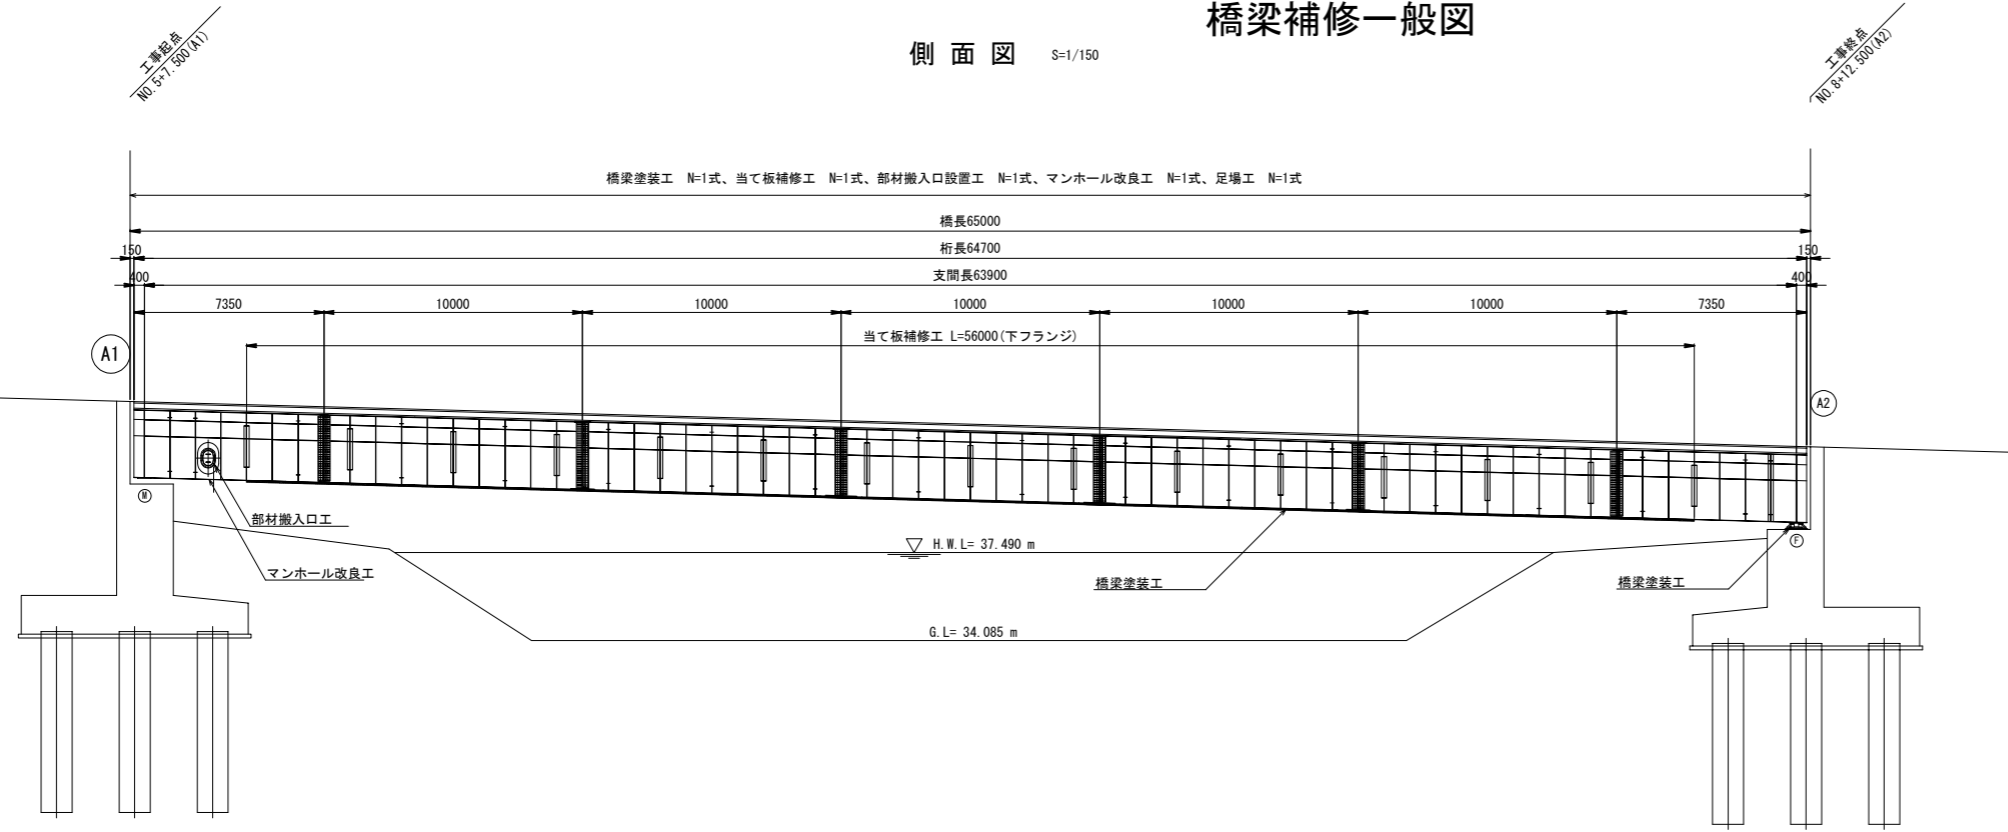 橋梁補修一般図
側面図 S=1/150
工事起点
NO.5+7.500(A1)
工事終点
NO.8+12.500(A2)
橋梁塗装工 N=1式、当て板補修工 N=1式、部材搬入口設置工 N=1式、マンホール改良工 N=1式、足場工 N=1式
橋長65000
150 桁長64700 150
400 支間長63900 400
7350 10000 10000 10000 10000 10000 7350
当て板補修工 L=56000(下フランジ)
A1
A2
M
部材搬入口工
F
H.W.L= 37.490 m
マンホール改良工
橋梁塗装工
橋梁塗装工
G.L= 34.085 m